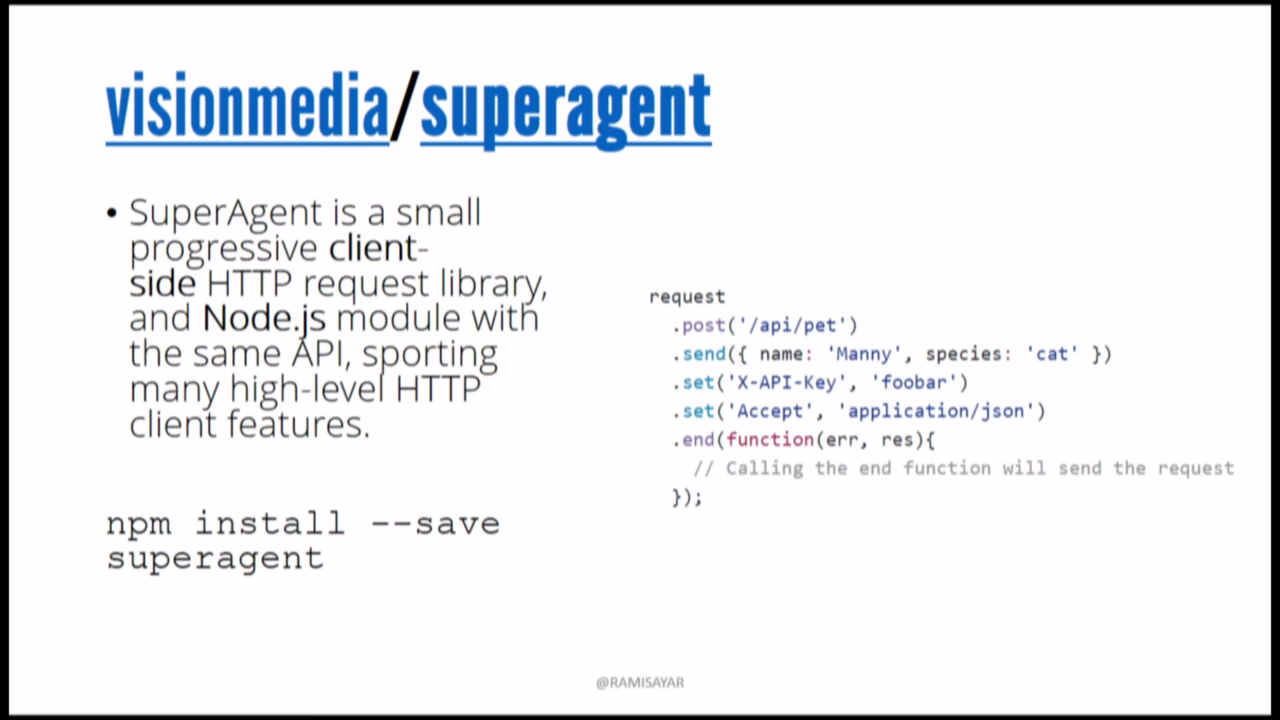 visionmedia/superagent
• SuperAgent is a small
progressive client-
side HTTP request library,
and Node.js module with
the same API, sporting
many high-level HTTP
client features.
npm install --save
superagent
request
.post('/api/pet')
.send({ name: 'Manny', species: 'cat' })
.set('X-API-Key', 'foobar')
.set('Accept', 'application/json')
.end(function(err, res){
// Calling the end function will send the request
});
@RAMISAYAR